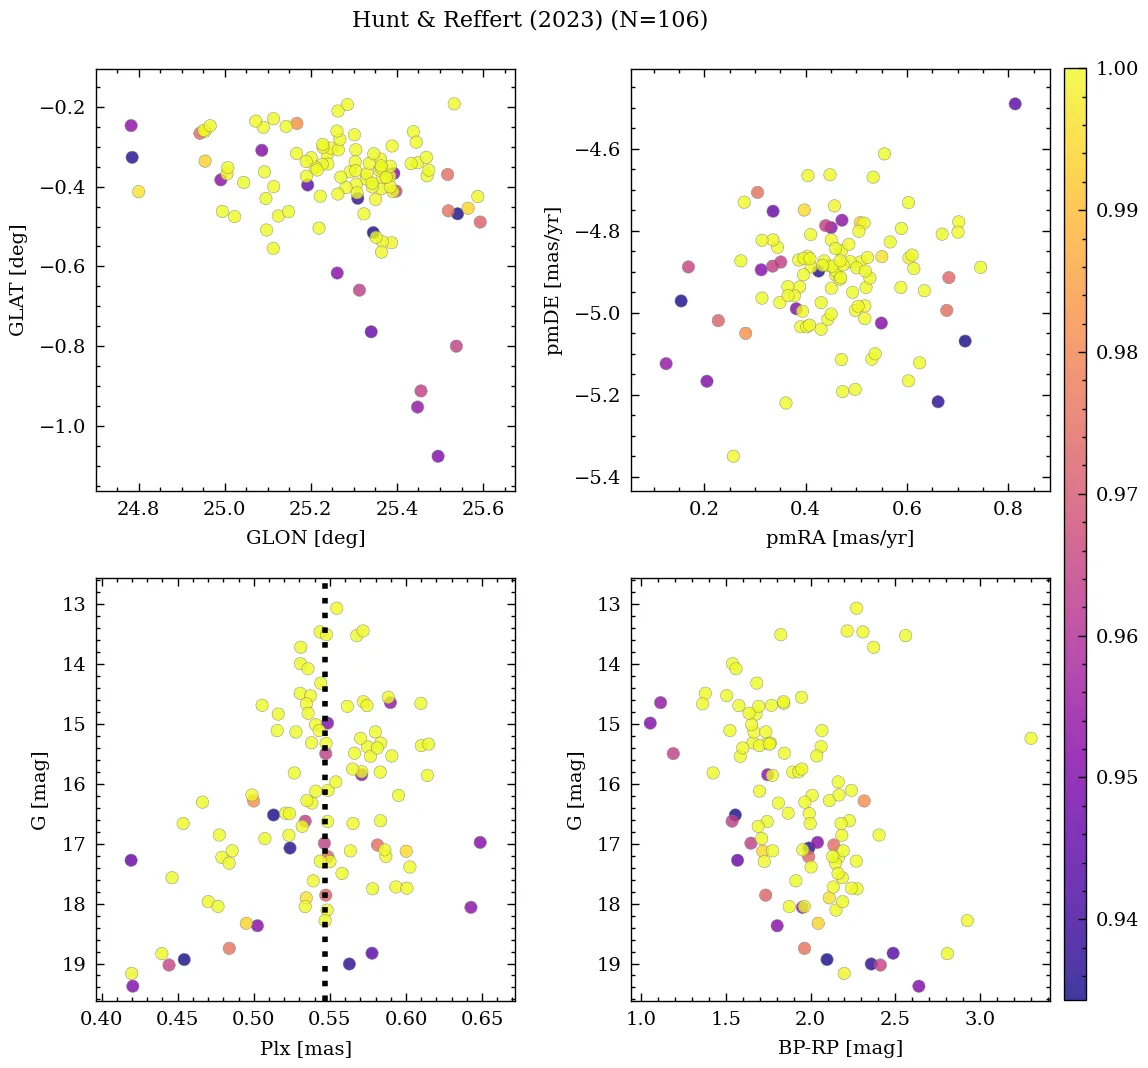 Hunt & Reffert (2023) (N=106)
−0.2
−0.4
−0.6
−0.8
−1.0
GLAT [deg]
24.8 25.0 25.2 25.4 25.6
GLON [deg]
−4.6
−4.8
−5.0
−5.2
−5.4
pmDE [mas/yr]
0.2 0.4 0.6 0.8
pmRA [mas/yr]
13
14
15
16
17
18
19
G [mag]
0.40 0.45 0.50 0.55 0.60 0.65
Plx [mas]
13
14
15
16
17
18
19
G [mag]
1.0 1.5 2.0 2.5 3.0
BP-RP [mag]
1.00
0.99
0.98
0.97
0.96
0.95
0.94